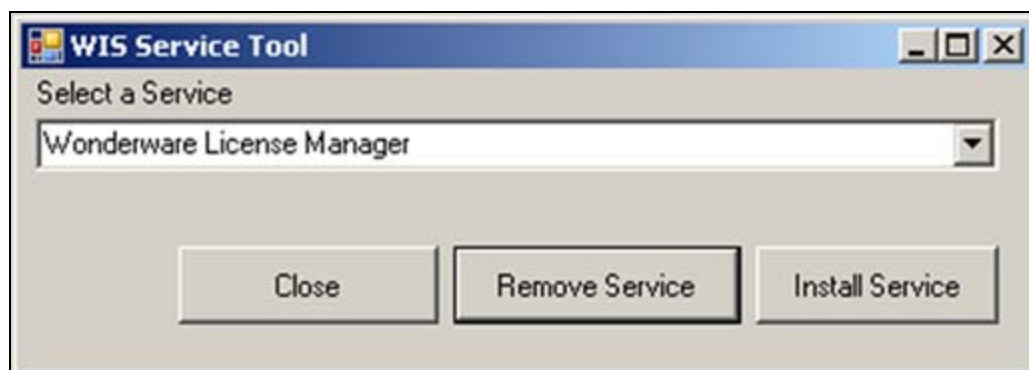 WIS Service Tool
Select a Service
Wonderware License Manager
Close Remove Service Install Service